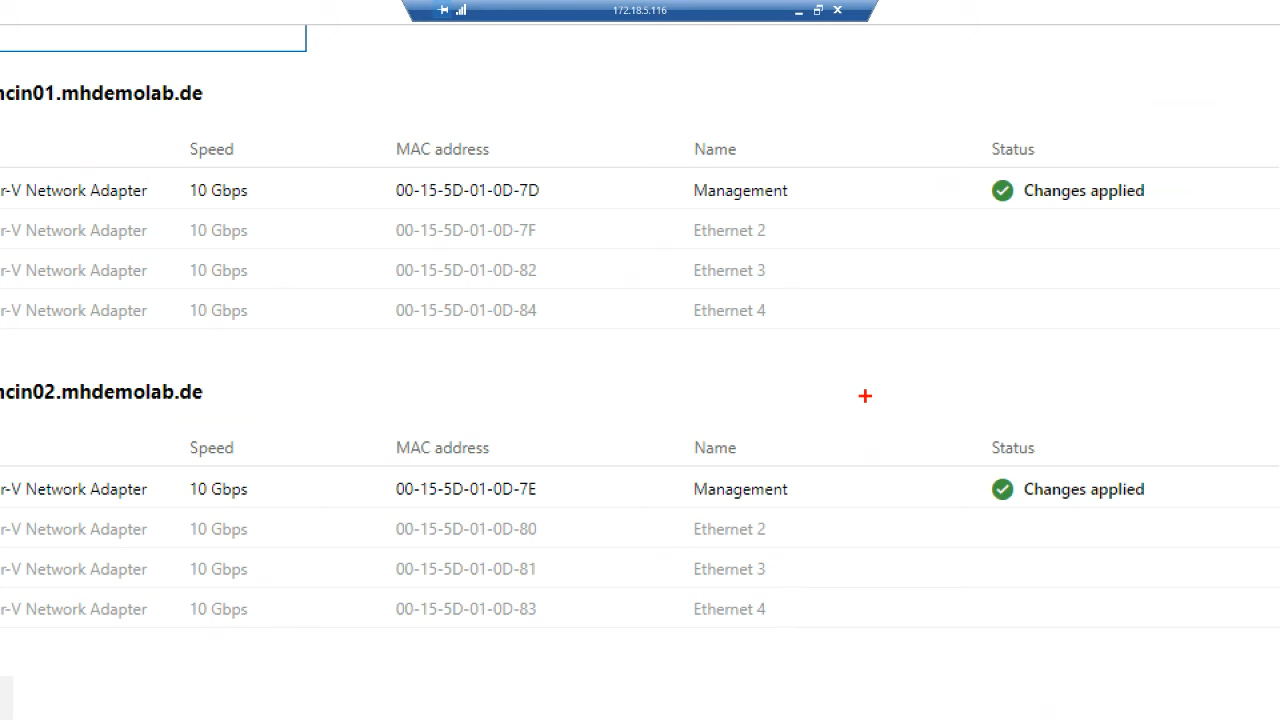 172.18.5.116
ncin01.mhdemolab.de
Speed MAC address Name Status
r-V Network Adapter 10 Gbps 00-15-5D-01-0D-7D Management Changes applied
r-V Network Adapter 10 Gbps 00-15-5D-01-0D-7F Ethernet 2
r-V Network Adapter 10 Gbps 00-15-5D-01-0D-82 Ethernet 3
r-V Network Adapter 10 Gbps 00-15-5D-01-0D-84 Ethernet 4
ncin02.mhdemolab.de
Speed MAC address Name Status
r-V Network Adapter 10 Gbps 00-15-5D-01-0D-7E Management Changes applied
r-V Network Adapter 10 Gbps 00-15-5D-01-0D-80 Ethernet 2
r-V Network Adapter 10 Gbps 00-15-5D-01-0D-81 Ethernet 3
r-V Network Adapter 10 Gbps 00-15-5D-01-0D-83 Ethernet 4